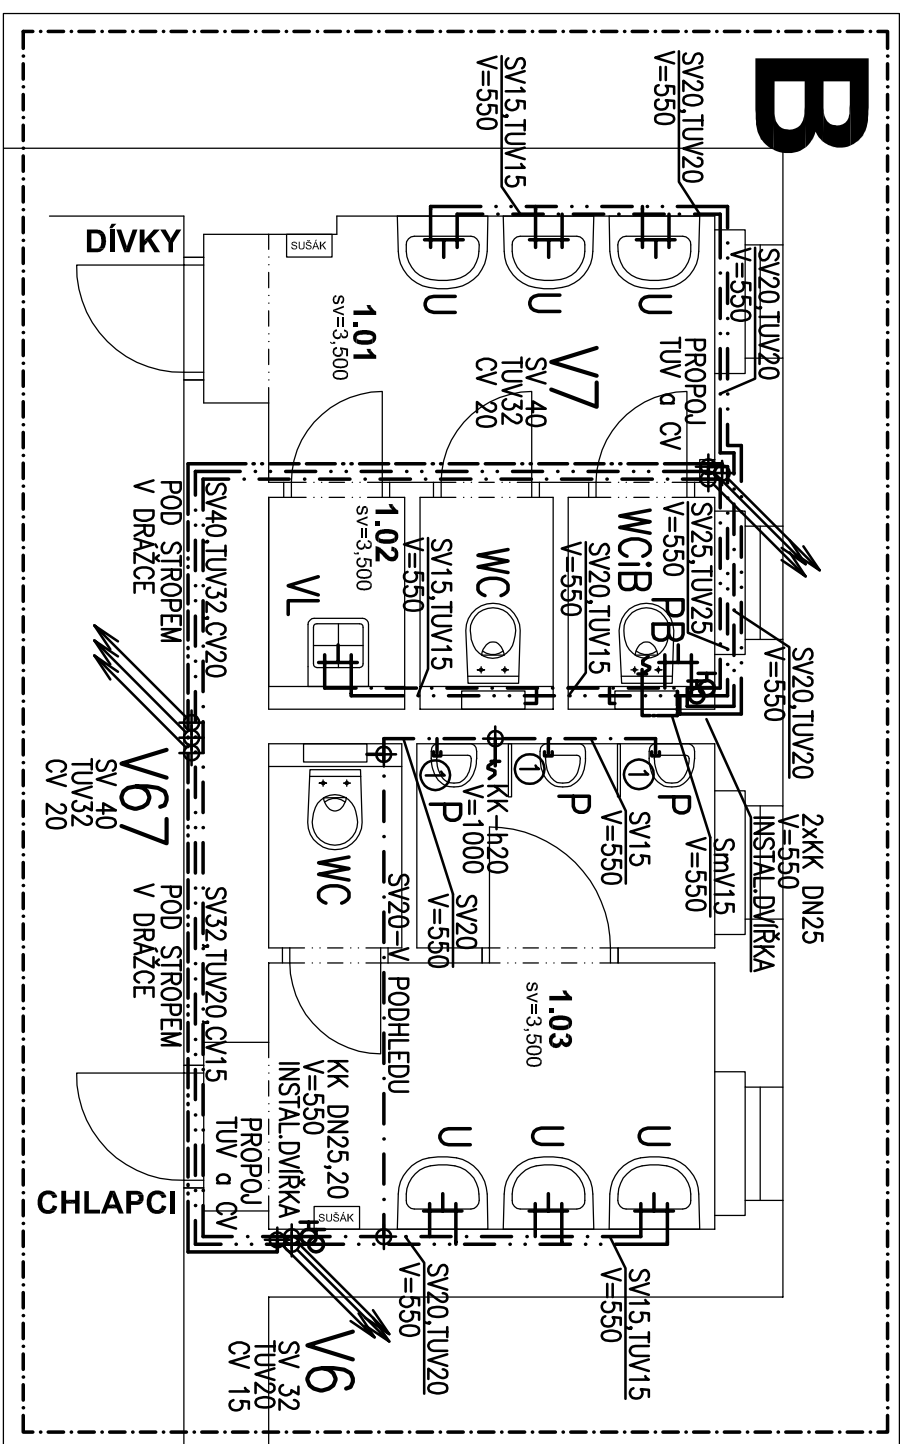 B
SV20,TUV20
V=550
SV15,TUV15
V=550
SV20,TUV20
V=550
DÍVKY
SUŠÁK
U
U
U
1.01
sv=3,500
V7
SV 40
TUV32
CV 20
PROPOJ
TUV a CV
SV40,TUV32,CV20
POD STROPEM
V DRÁŽCE
1.02
sv=3,500
VL
SV15,TUV15
V=550
WC
SV20,TUV15
V=550
WCiB
PB
SV25,TUV25
V=550
SV20,TUV20
V=550
V67
SV 40
TUV32
CV 20
WC
1
P
1
P
1
P
KK-h20
V=1000
SV15
V=550
SmV15
V=550
2xKK DN25
V=550
INSTAL.DVÍŘKA
SV20
V=550
SV20-V PODHLEDU
SV32,TUV20,CV15
POD STROPEM
V DRÁŽCE
1.03
sv=3,500
KK DN25,20
V=550
INSTAL.DVÍŘKA
PROPOJ
TUV a CV
U
U
U
CHLAPCI
SUŠÁK
SV20,TUV20
V=550
SV15,TUV15
V=550
V6
SV 32
TUV20
CV 15